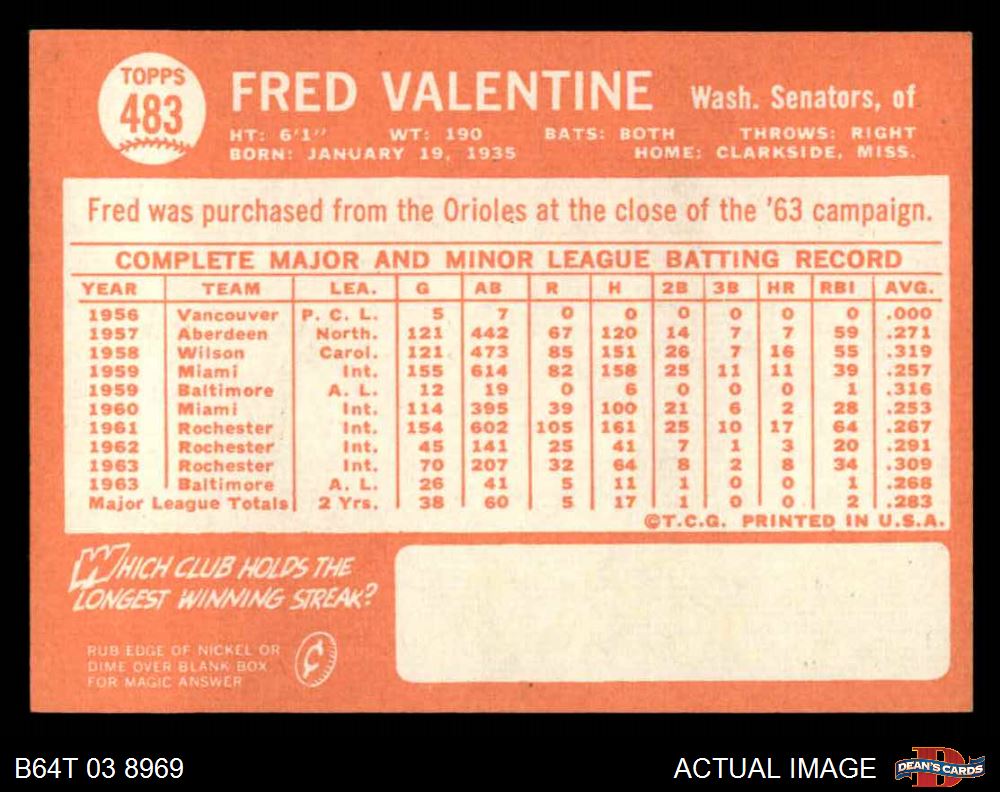 TOPPS
483
FRED VALENTINE Wash. Senators, of
HT: 6'1" WT: 190 BATS: BOTH THROWS: RIGHT
BORN: JANUARY 19, 1935 HOME: CLARKSIDE, MISS.
Fred was purchased from the Orioles at the close of the '63 campaign.
COMPLETE MAJOR AND MINOR LEAGUE BATTING RECORD
YEAR TEAM LEA. G AB R H 2B 3B HR RBI AVG.
1956 Vancouver P. C. L. 5 7 0 0 0 0 0 0 .000
1957 Aberdeen North. 121 442 67 120 14 7 7 59 .271
1958 Wilson Carol. 121 473 85 151 26 7 16 55 .319
1959 Miami Int. 155 614 82 158 25 11 11 39 .257
1959 Baltimore A. L. 12 19 0 6 0 0 0 1 .316
1960 Miami Int. 114 395 39 100 21 6 2 28 .253
1961 Rochester Int. 154 602 105 161 25 10 17 64 .267
1962 Rochester Int. 45 141 25 41 7 1 3 20 .291
1963 Rochester Int. 70 207 32 64 8 2 8 34 .309
1963 Baltimore A. L. 26 41 5 11 1 0 0 1 .268
Major League Totals 2 Yrs. 38 60 5 17 1 0 0 2 .283
©T.C.G. PRINTED IN U.S.A.
WHICH CLUB HOLDS THE
LONGEST WINNING STREAK?
RUB EDGE OF NICKEL OR
DIME OVER BLANK BOX
FOR MAGIC ANSWER
¢
B64T 03 8969 ACTUAL IMAGE D DEAN'S CARDS